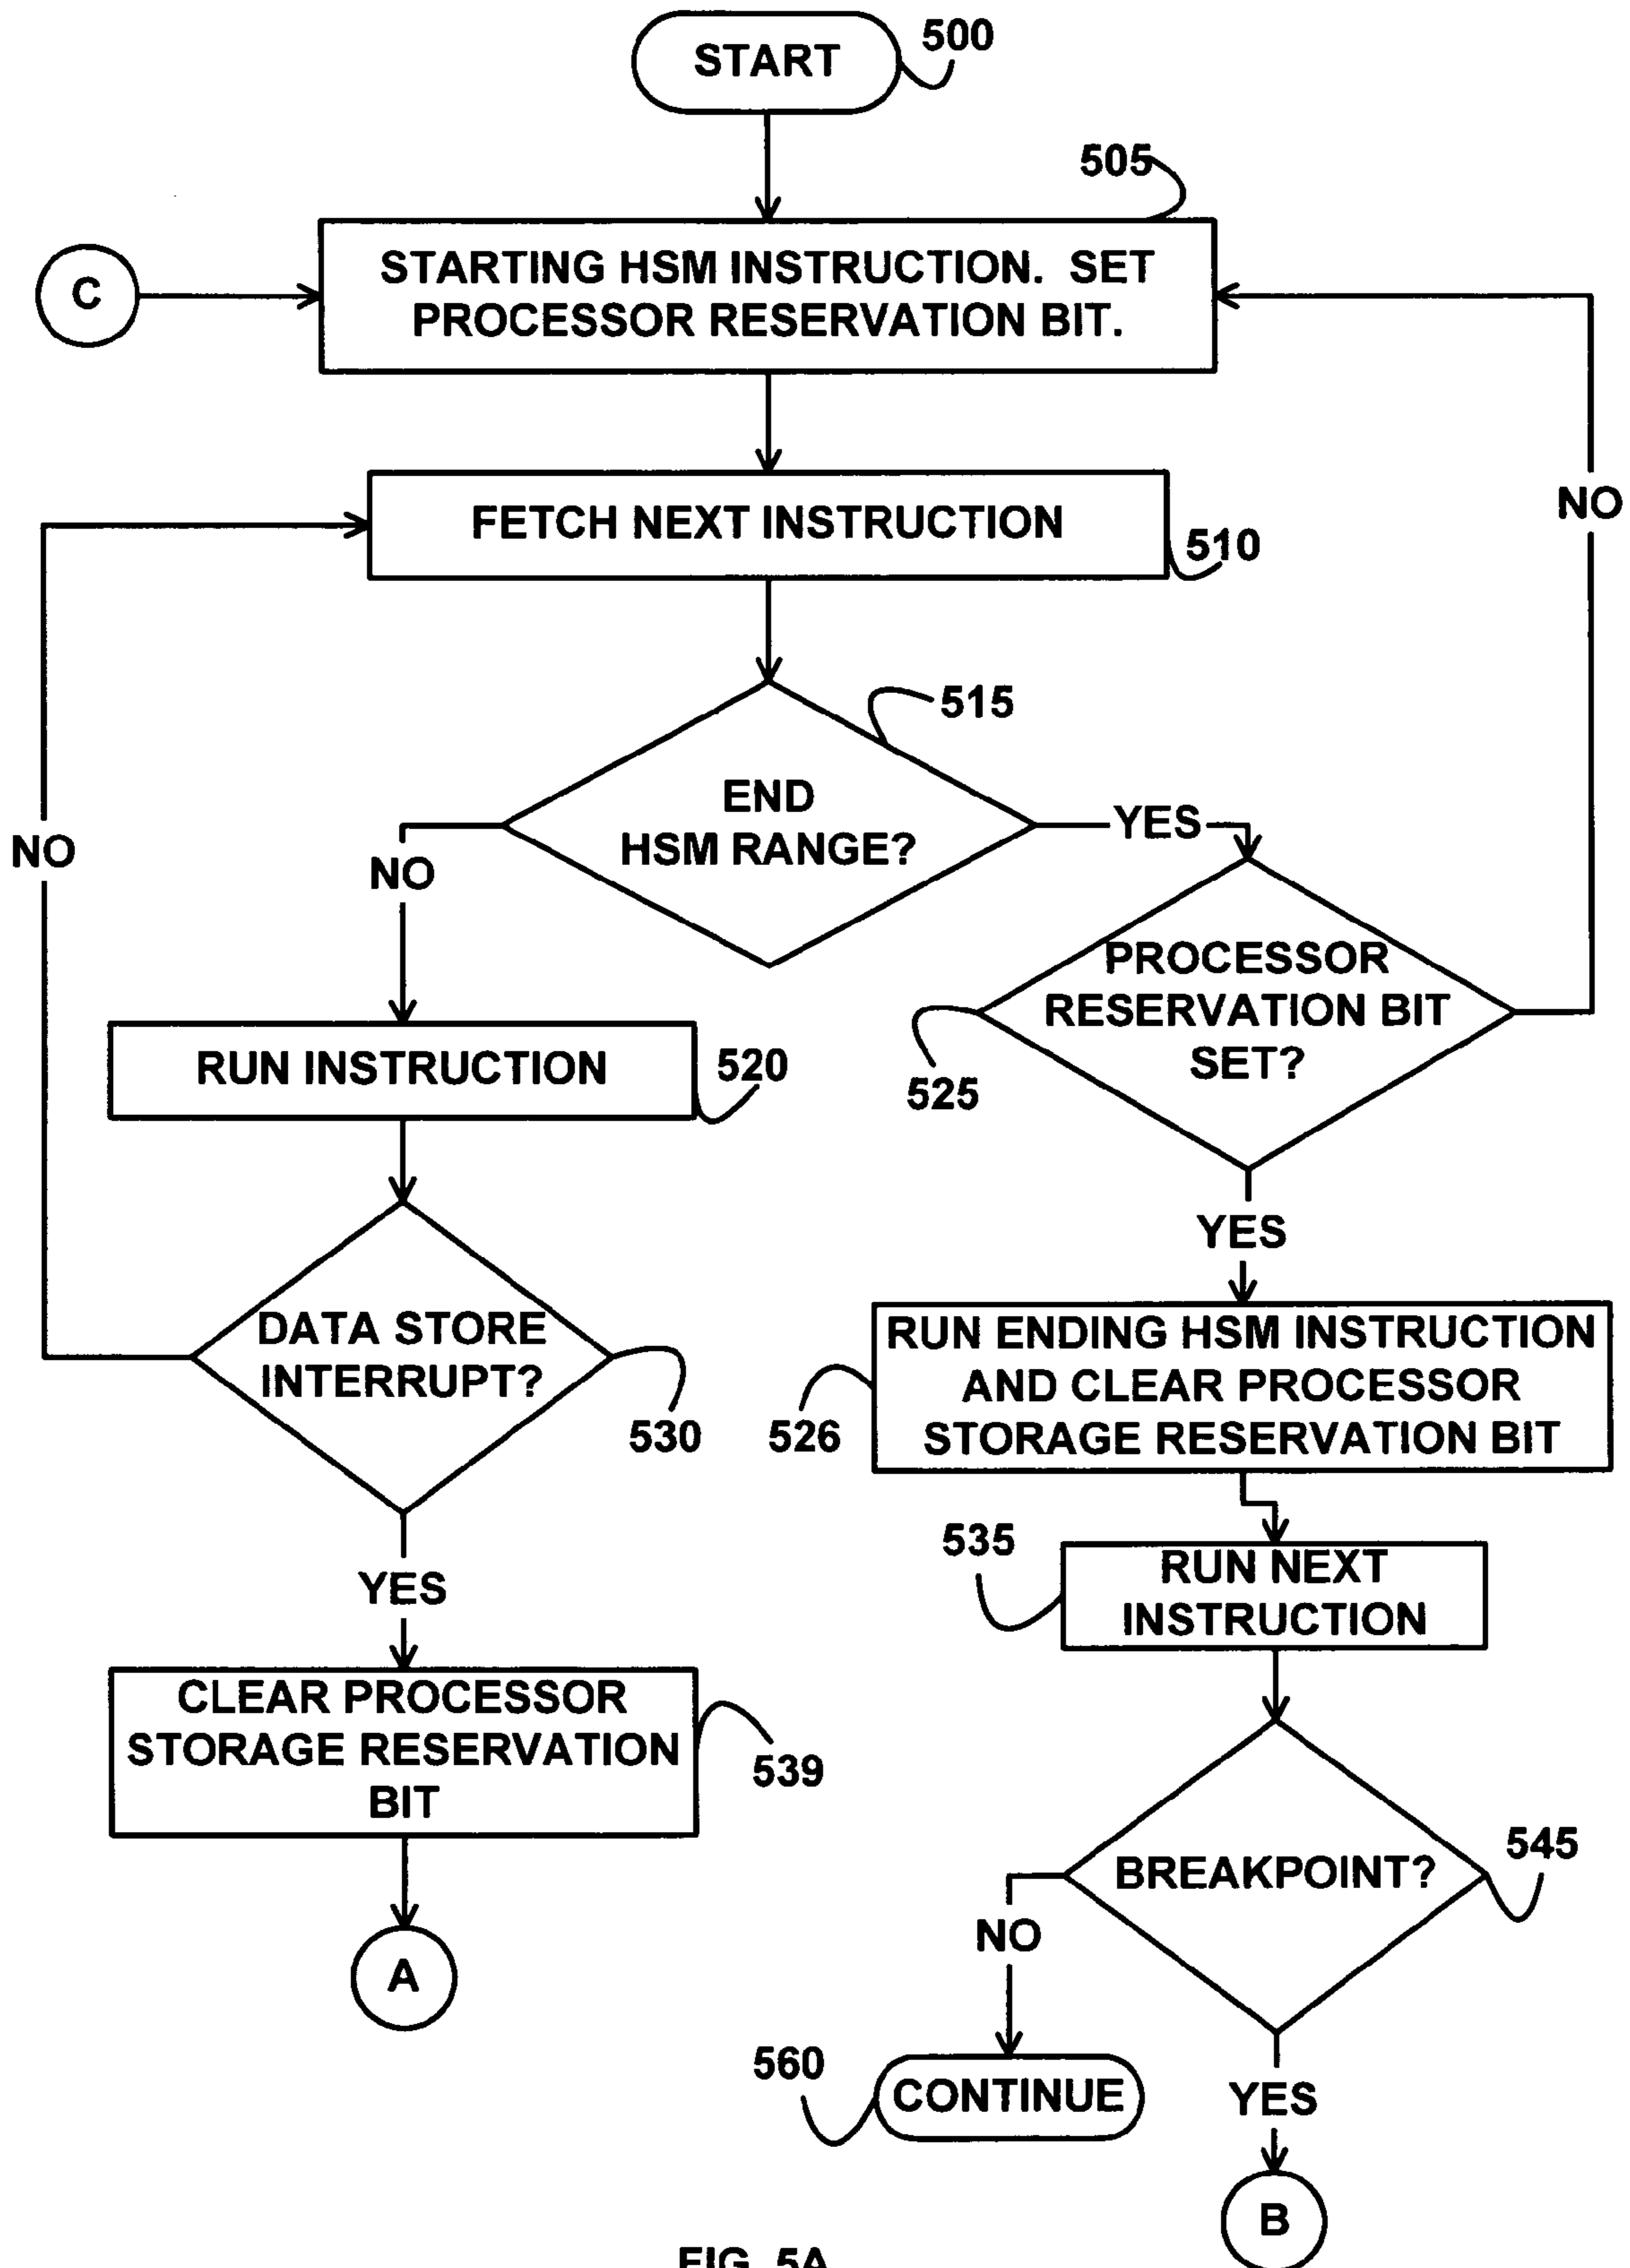 START
500
505
STARTING HSM INSTRUCTION. SET
PROCESSOR RESERVATION BIT.
C
FETCH NEXT INSTRUCTION
510
NO
515
END
HSM RANGE?
YES
NO
NO
PROCESSOR
RESERVATION BIT
SET?
525
RUN INSTRUCTION
520
YES
DATA STORE
INTERRUPT?
530
RUN ENDING HSM INSTRUCTION
AND CLEAR PROCESSOR
STORAGE RESERVATION BIT
526
YES
535
RUN NEXT
INSTRUCTION
CLEAR PROCESSOR
STORAGE RESERVATION
BIT
539
BREAKPOINT?
545
NO
A
560
CONTINUE
YES
B
FIG. 5A